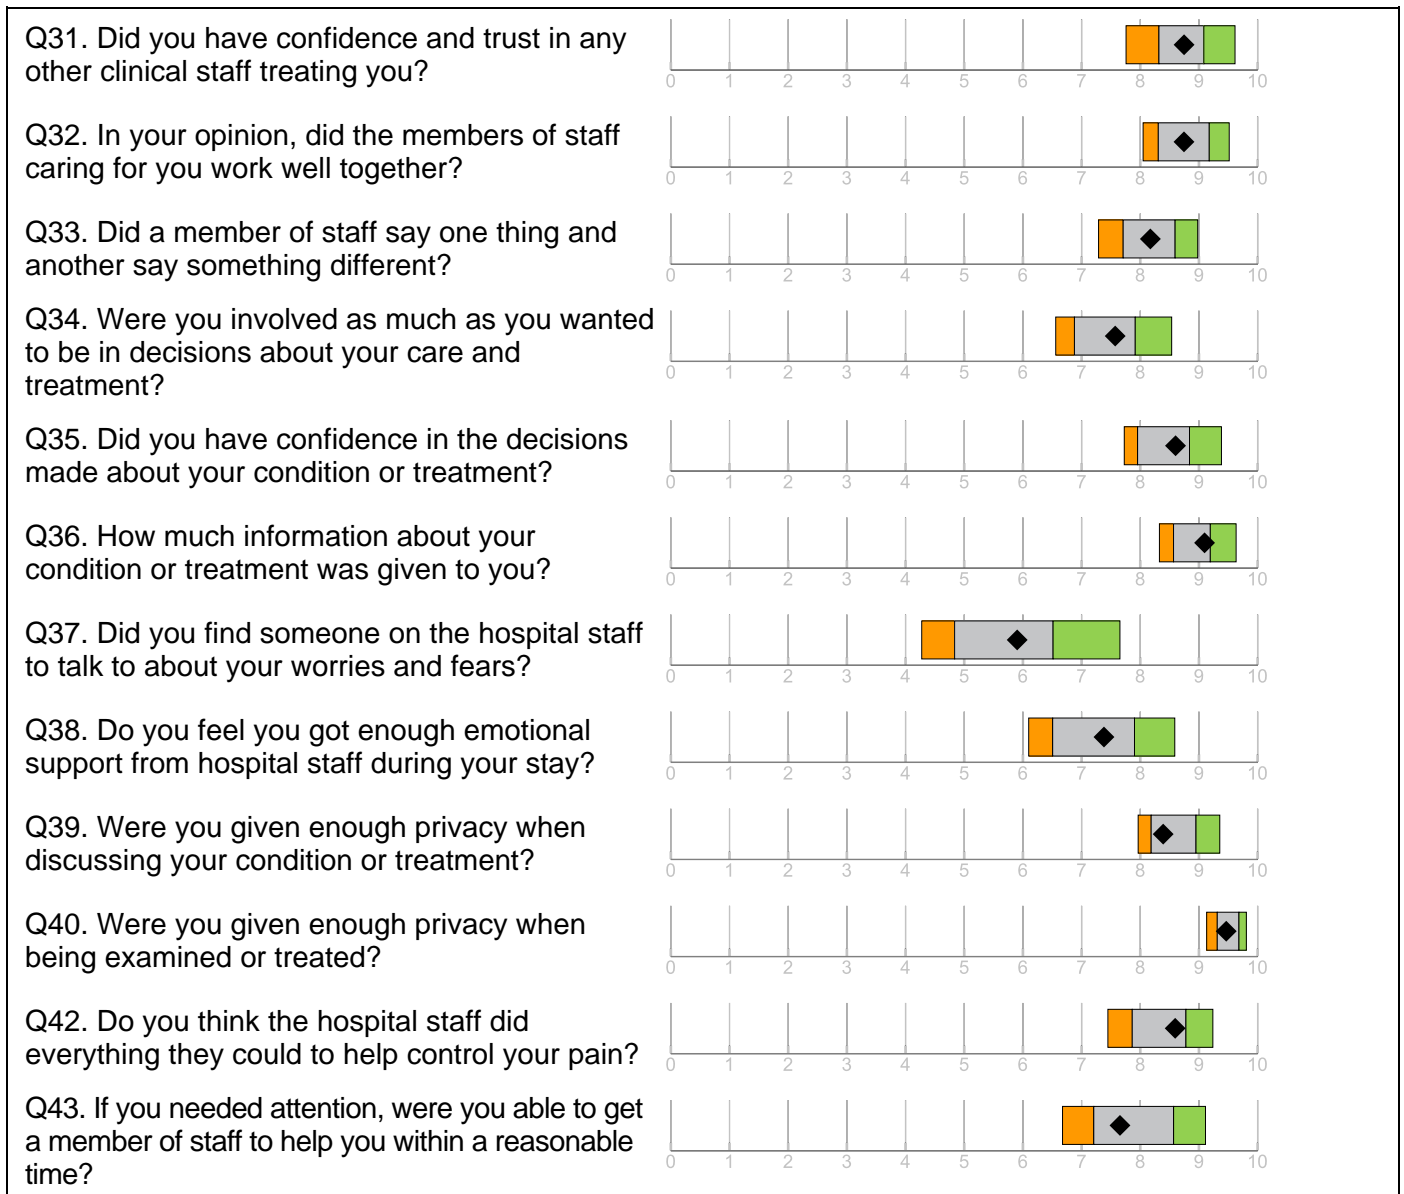 Q31. Did you have confidence and trust in any
other clinical staff treating you?
0 1 2 3 4 5 6 7 8 9 10
Q32. In your opinion, did the members of staff
caring for you work well together?
0 1 2 3 4 5 6 7 8 9 10
Q33. Did a member of staff say one thing and
another say something different?
0 1 2 3 4 5 6 7 8 9 10
Q34. Were you involved as much as you wanted
to be in decisions about your care and
treatment?
0 1 2 3 4 5 6 7 8 9 10
Q35. Did you have confidence in the decisions
made about your condition or treatment?
0 1 2 3 4 5 6 7 8 9 10
Q36. How much information about your
condition or treatment was given to you?
0 1 2 3 4 5 6 7 8 9 10
Q37. Did you find someone on the hospital staff
to talk to about your worries and fears?
0 1 2 3 4 5 6 7 8 9 10
Q38. Do you feel you got enough emotional
support from hospital staff during your stay?
0 1 2 3 4 5 6 7 8 9 10
Q39. Were you given enough privacy when
discussing your condition or treatment?
0 1 2 3 4 5 6 7 8 9 10
Q40. Were you given enough privacy when
being examined or treated?
0 1 2 3 4 5 6 7 8 9 10
Q42. Do you think the hospital staff did
everything they could to help control your pain?
0 1 2 3 4 5 6 7 8 9 10
Q43. If you needed attention, were you able to get
a member of staff to help you within a reasonable
time?
0 1 2 3 4 5 6 7 8 9 10